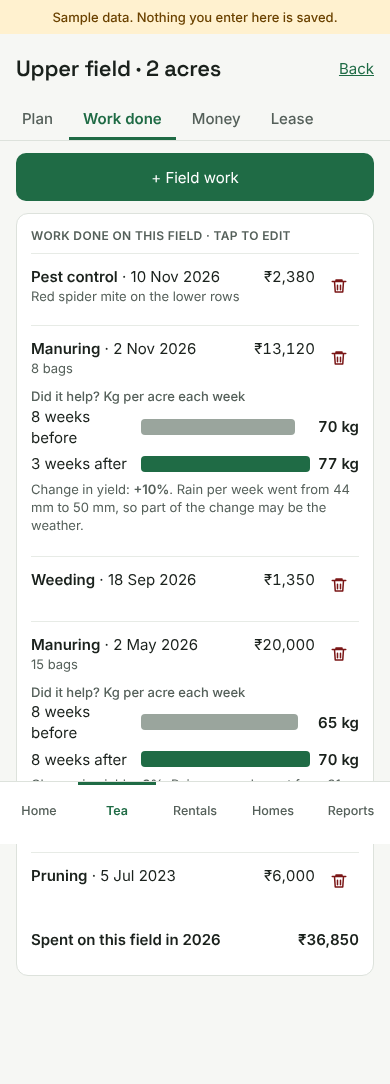 Sample data. Nothing you enter here is saved.
Upper field · 2 acres
Back
Plan
Work done
Money
Lease
+ Field work
WORK DONE ON THIS FIELD · TAP TO EDIT
Pest control · 10 Nov 2026 ₹2,380
Red spider mite on the lower rows
Manuring · 2 Nov 2026 ₹13,120
8 bags
Did it help? Kg per acre each week
8 weeks
before
70 kg
3 weeks after 77 kg
Change in yield: +10%. Rain per week went from 44
mm to 50 mm, so part of the change may be the
weather.
Weeding · 18 Sep 2026 ₹1,350
Manuring · 2 May 2026 ₹20,000
15 bags
Did it help? Kg per acre each week
8 weeks
before
65 kg
8 weeks after 70 kg
Home
Tea
Rentals
Homes
Reports
Pruning · 5 Jul 2023 ₹6,000
Spent on this field in 2026 ₹36,850